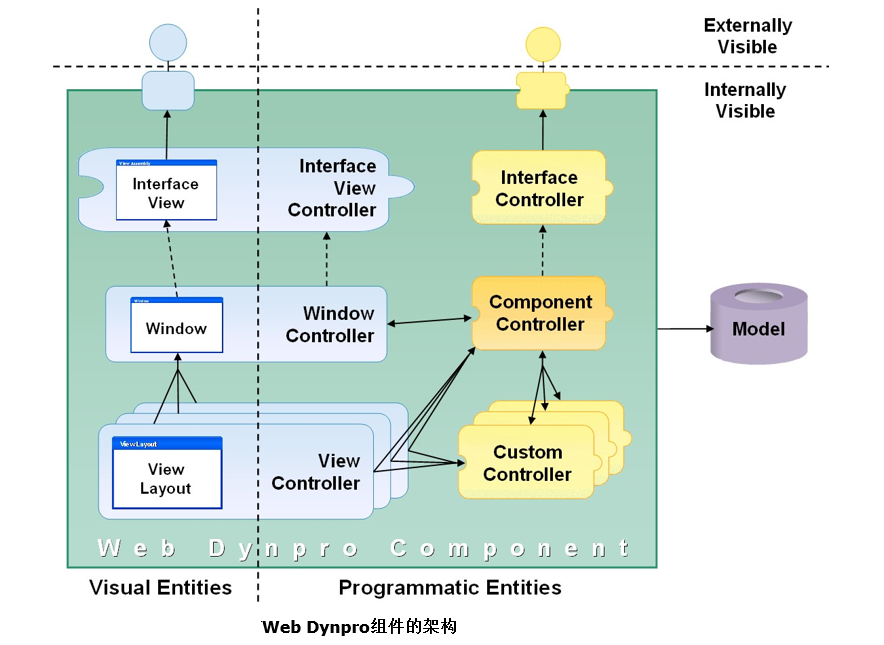 Externally
Visible
Internally
Visible
View Assembly
Interface
View
Interface
View
Controller
Interface
Controller
Window
Window
Window
Controller
Component
Controller
Model
View Layout
View
Layout
View
Controller
Custom
Controller
Web Dynpro Component
Visual Entities
Programmatic Entities
Web Dynpro组件的架构